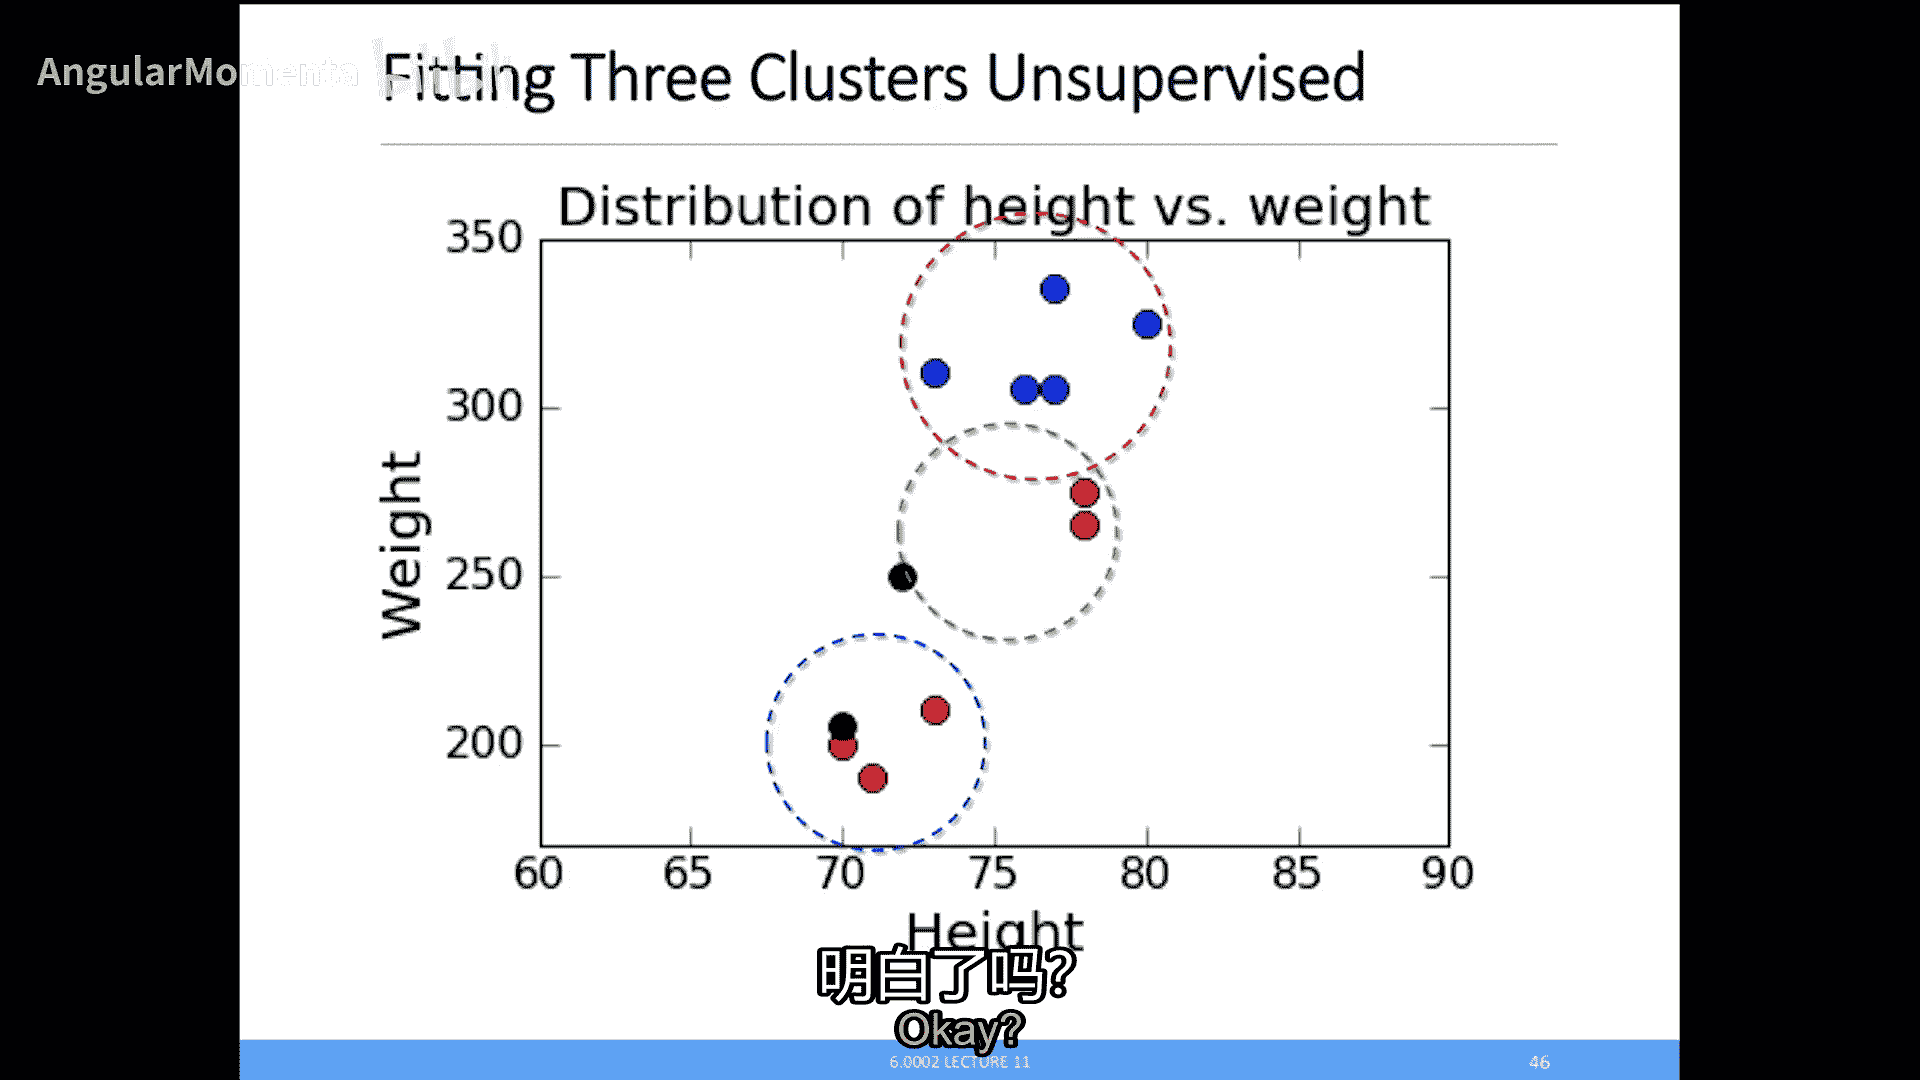 AngularMomenta bilibili
Fitting Three Clusters Unsupervised
Distribution of height vs. weight
350
300
250
200
Weight
60 65 70 75 80 85 90
Height
明白了吗?
Okay?
6.0002 LECTURE 11
46